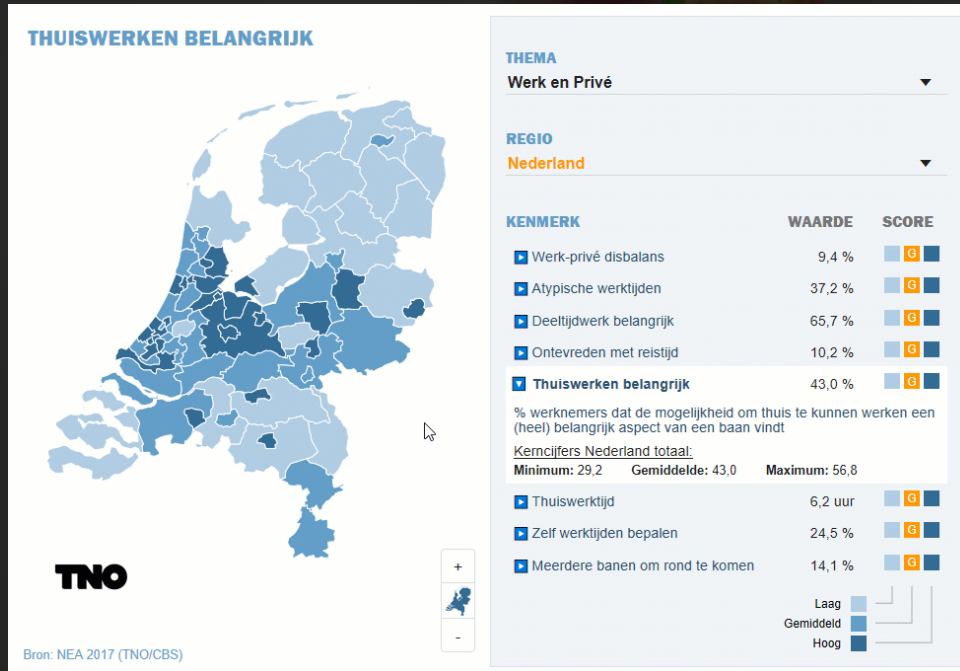 THUISWERKEN BELANGRIJK
TNO
+
-
Bron: NEA 2017 (TNO/CBS)
THEMA
Werk en Privé
REGIO
Nederland
KENMERK WAARDE SCORE
Werk-privé disbalans 9,4 % G
Atypische werktijden 37,2 % G
Deeltijdwerk belangrijk 65,7 % G
Ontevreden met reistijd 10,2 % G
Thuiswerken belangrijk 43,0 % G
% werknemers dat de mogelijkheid om thuis te kunnen werken een
(heel) belangrijk aspect van een baan vindt
Kerncijfers Nederland totaal:
Minimum: 29,2 Gemiddelde: 43,0 Maximum: 56,8
Thuiswerktijd 6,2 uur G
Zelf werktijden bepalen 24,5 % G
Meerdere banen om rond te komen 14,1 % G
Laag
Gemiddeld
Hoog